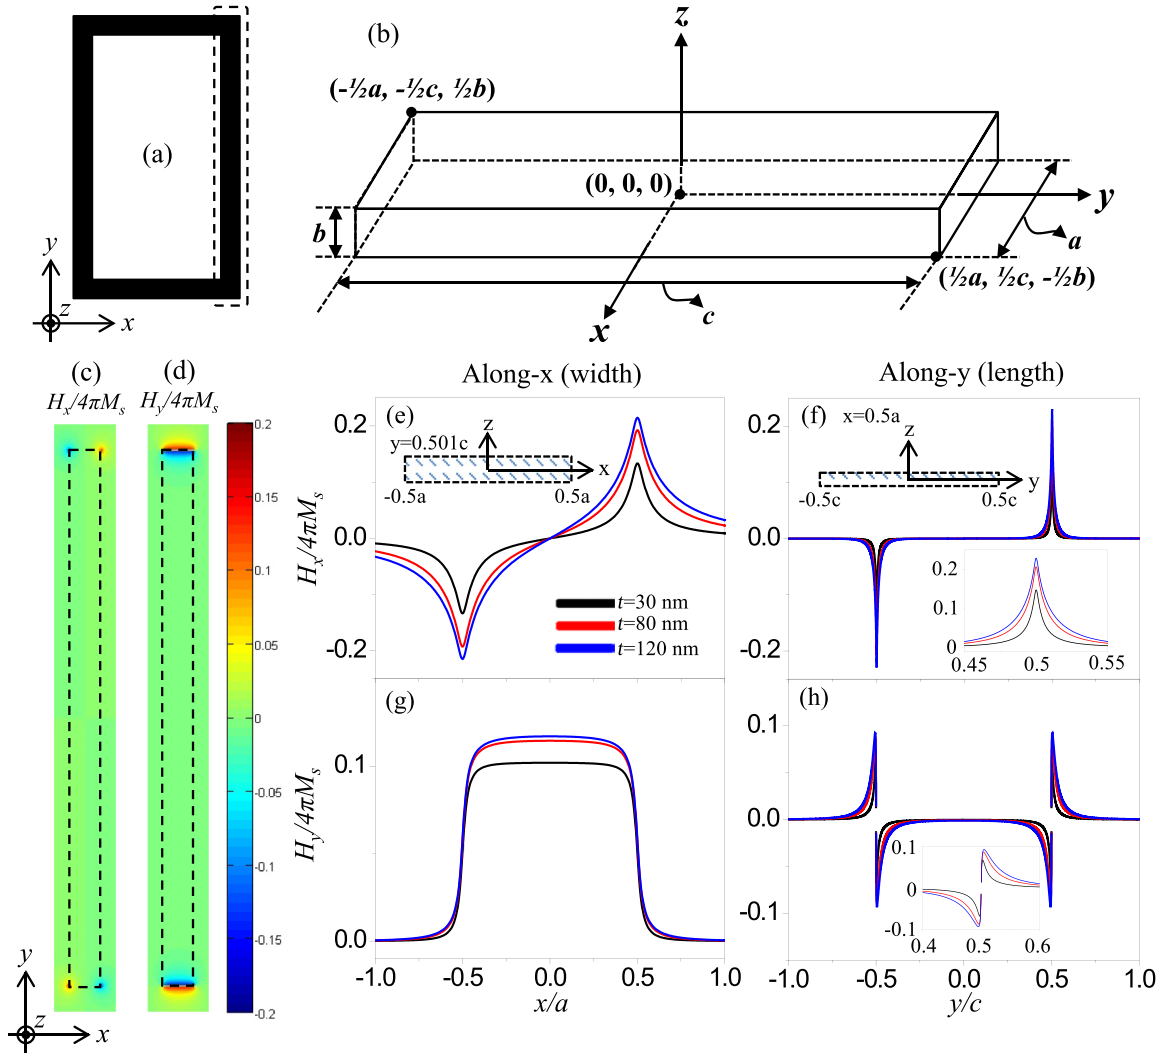 (a)
y
z
x
(b)
z
(-½a, -½c, ½b)
(0, 0, 0)
y
b
a
(½a, ½c, -½b)
x
c
(c)
(d)
Hx/4πMs
Hy/4πMs
0.2
0.15
0.1
0.05
0
-0.05
-0.1
-0.15
-0.2
y
z
x
Along-x (width)
Along-y (length)
Hx/4πMs
0.2
0.0
-0.2
(e)
y=0.501c
z
x
-0.5a
0.5a
t=30 nm
t=80 nm
t=120 nm
0.2
0.0
-0.2
(f)
x=0.5a
z
y
-0.5c
0.5c
0.2
0.1
0
0.45
0.5
0.55
Hy/4πMs
0.1
0.0
(g)
-1.0
-0.5
0.0
0.5
1.0
x/a
0.1
0.0
-0.1
(h)
0.1
0
-0.1
0.4
0.5
0.6
-1.0
-0.5
0.0
0.5
1.0
y/c